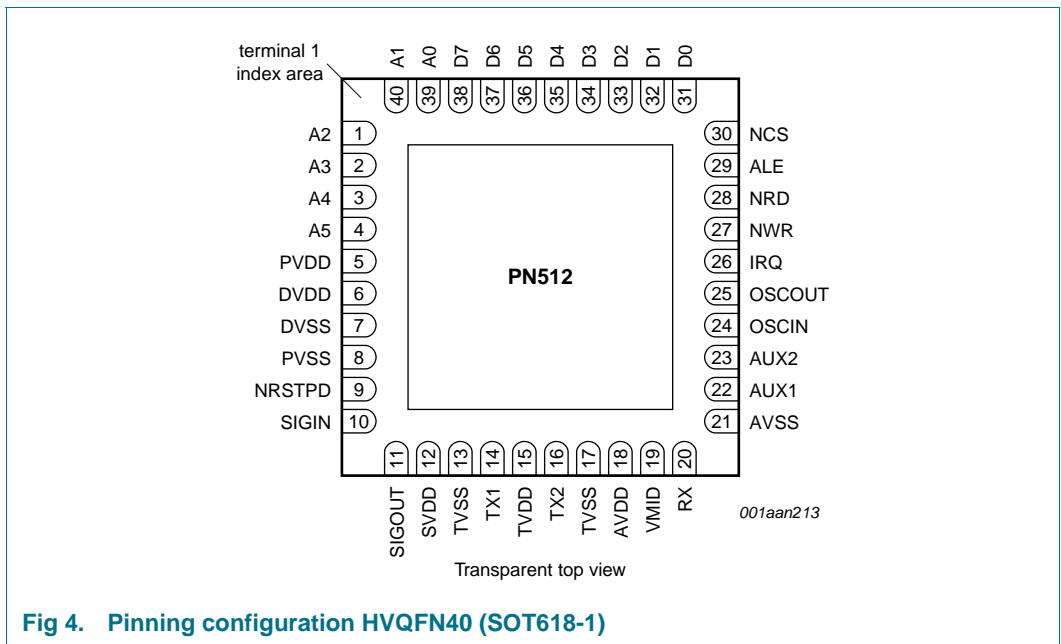 terminal 1
index area
A1 A0 D7 D6 D5 D4 D3 D2 D1 D0
40 39 38 37 36 35 34 33 32 31
A2 1 30 NCS
A3 2 29 ALE
A4 3 28 NRD
A5 4 27 NWR
PVDD 5 26 IRQ
PN512
DVDD 6 25 OSCOUT
DVSS 7 24 OSCIN
PVSS 8 23 AUX2
NRSTPD 9 22 AUX1
SIGIN 10 21 AVSS
11 12 13 14 15 16 17 18 19 20
SIGOUT SVDD TVSS TX1 TVDD TX2 TVSS AVDD VMID RX
001aan213
Transparent top view
Fig 4. Pinning configuration HVQFN40 (SOT618-1)